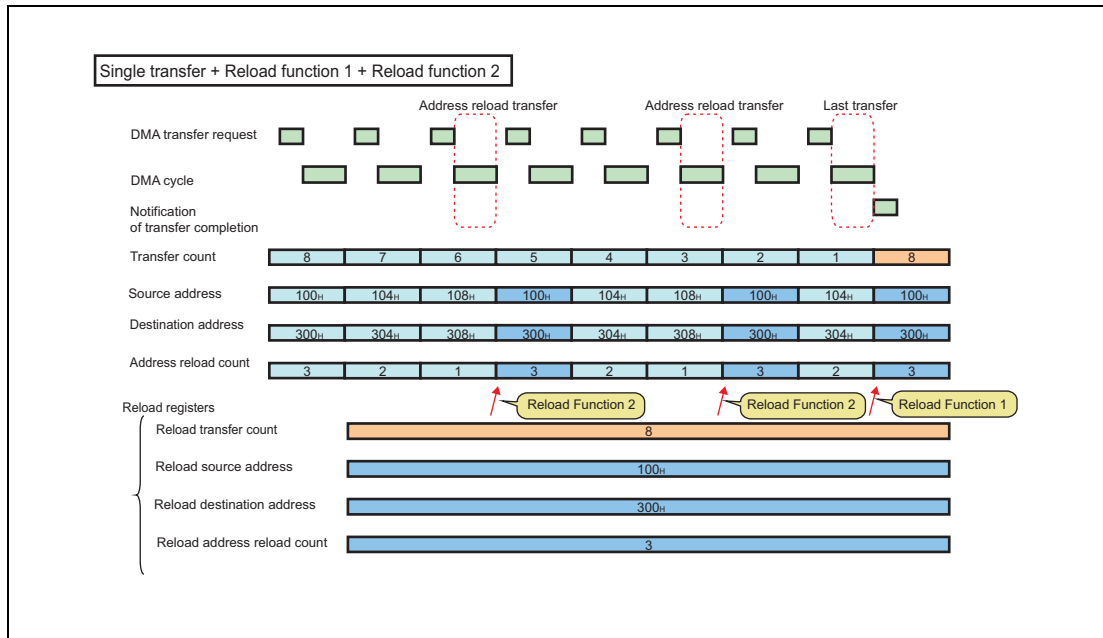 Single transfer + Reload function 1 + Reload function 2
Address reload transfer Address reload transfer Last transfer
DMA transfer request
DMA cycle
Notification
of transfer completion
Transfer count 8 7 6 5 4 3 2 1 8
Source address 100H 104H 108H 100H 104H 108H 100H 104H 100H
Destination address 300H 304H 308H 300H 304H 308H 300H 304H 300H
Address reload count 3 2 1 3 2 1 3 2 3
Reload Function 2 Reload Function 2 Reload Function 1
Reload registers
Reload transfer count 8
Reload source address 100H
Reload destination address 300H
Reload address reload count 3